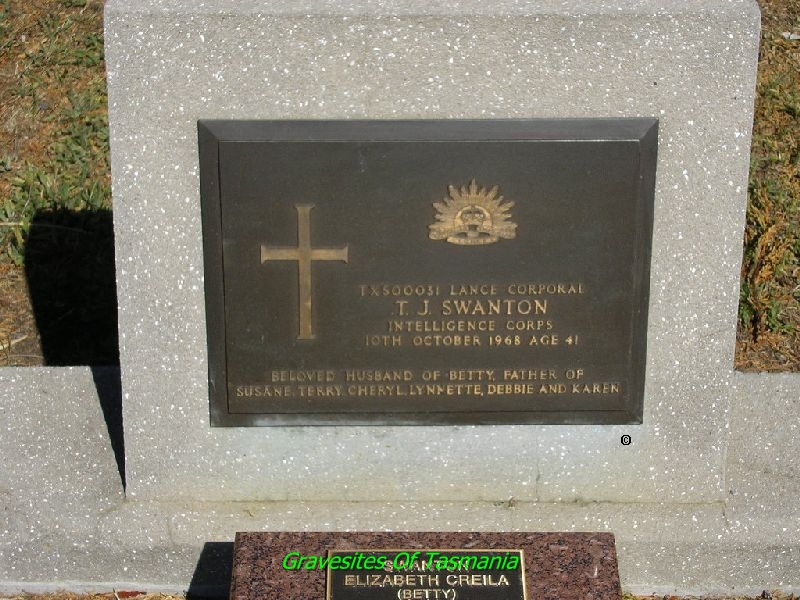 TX500031 LANCE CORPORAL
T. J. SWANTON
INTELLIGENCE CORPS
10TH OCTOBER 1968 AGE 41
BELOVED HUSBAND OF BETTY, FATHER OF
SUSANE, TERRY, CHERYL, LYNNETTE, DEBBIE AND KAREN
©
Gravesites Of Tasmania
SWANTON
ELIZABETH CREILA
(BETTY)